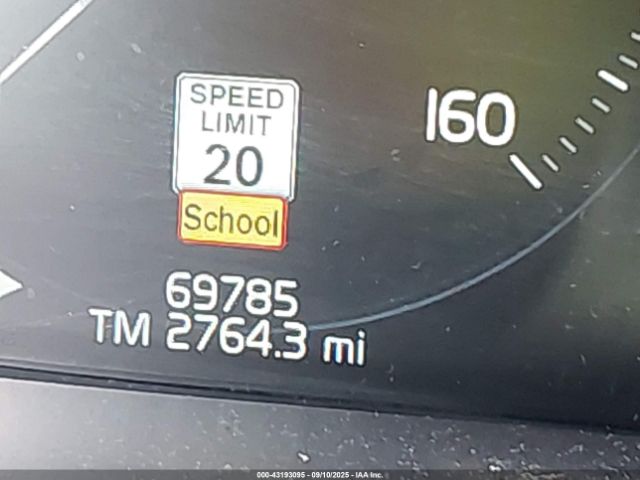 SPEED
LIMIT
20
School
160
69785
TM 2764.3 mi
000-43193095 - 09/10/2025 - IAA Inc.